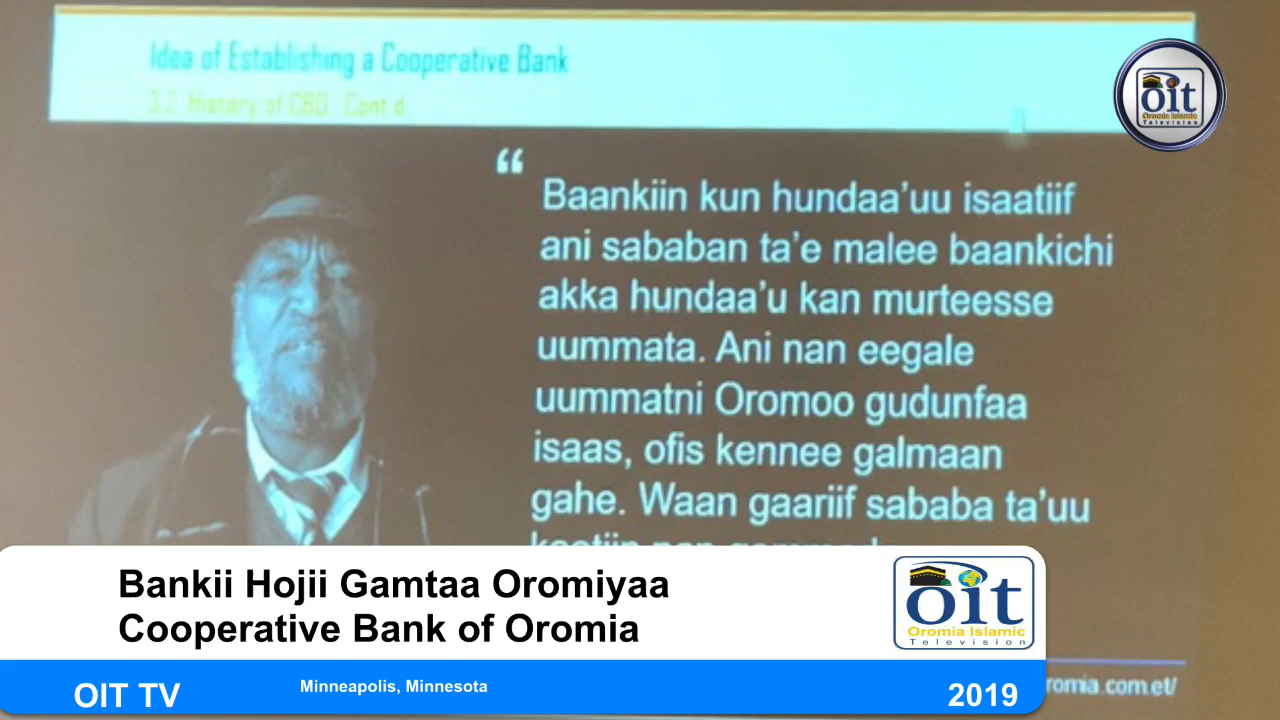 Idea of Establishing a Cooperative Bank
3.2. History of CBO...Cont'd
oit
Oromia Islamic
Television
“
Baankiin kun hundaa’uu isaatiif
ani sababan ta’e malee baankichi
akka hundaa’u kan murteesse
uummata. Ani nan eegale
uummatni Oromoo gudunfaa
isaas, ofis kennee galmaan
gahe. Waan gaariif sababa ta’uu
Bankii Hojii Gamtaa Oromiyaa
Cooperative Bank of Oromia
oit
Oromia Islamic
Television
OIT TV
Minneapolis, Minnesota
2019
romia.com.et/